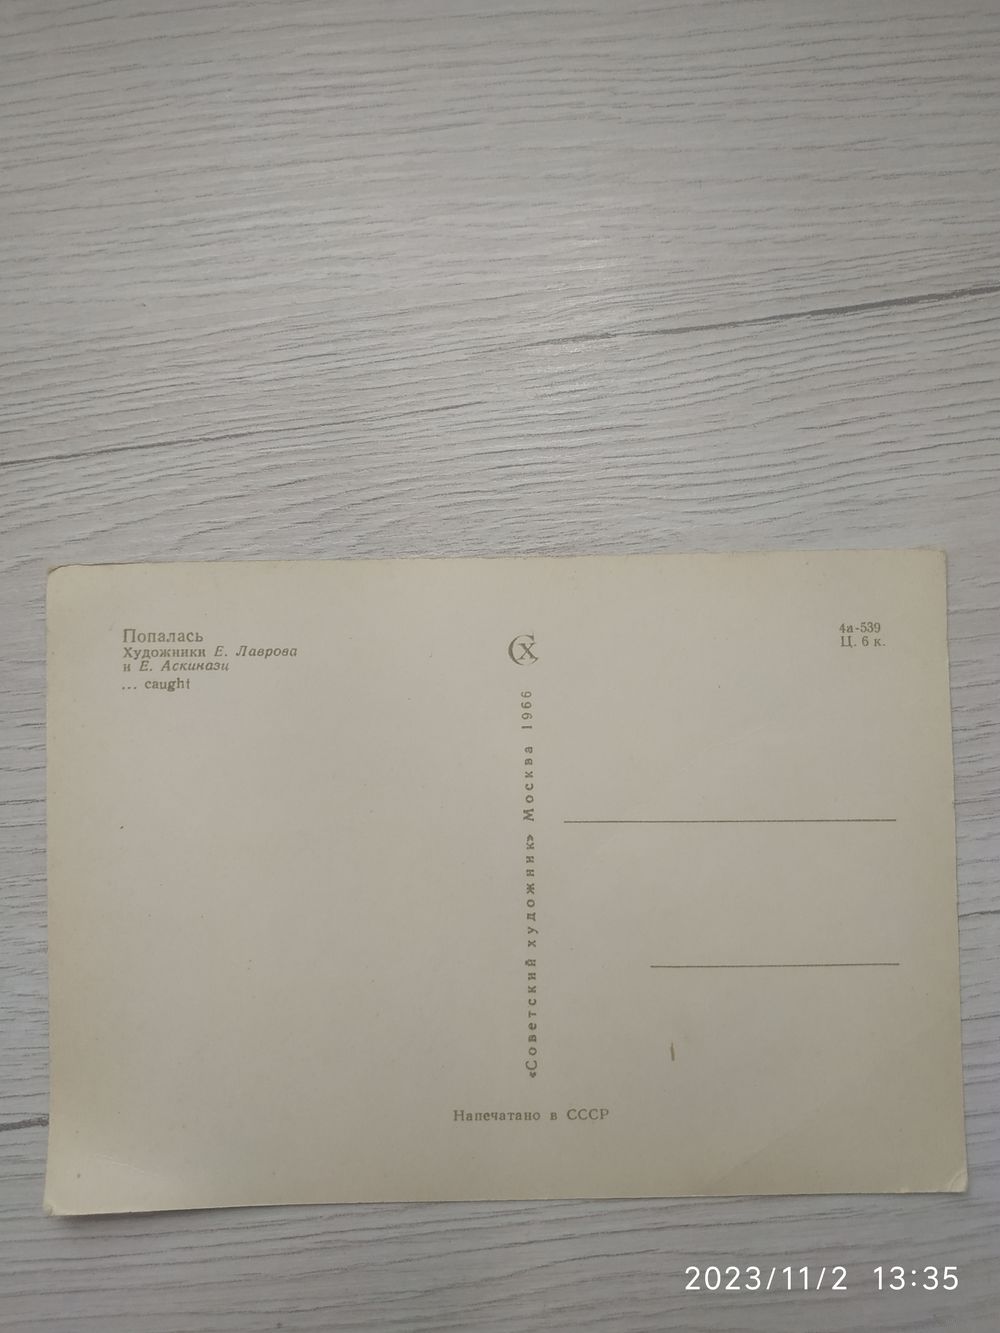 Попалась
Художники Е. Лаврова
и Е. Аскинази
... caught
СХ
«Советский художник» Москва 1966
4а-539
Ц. 6 к.
Напечатано в СССР
2023/11/2 13:35